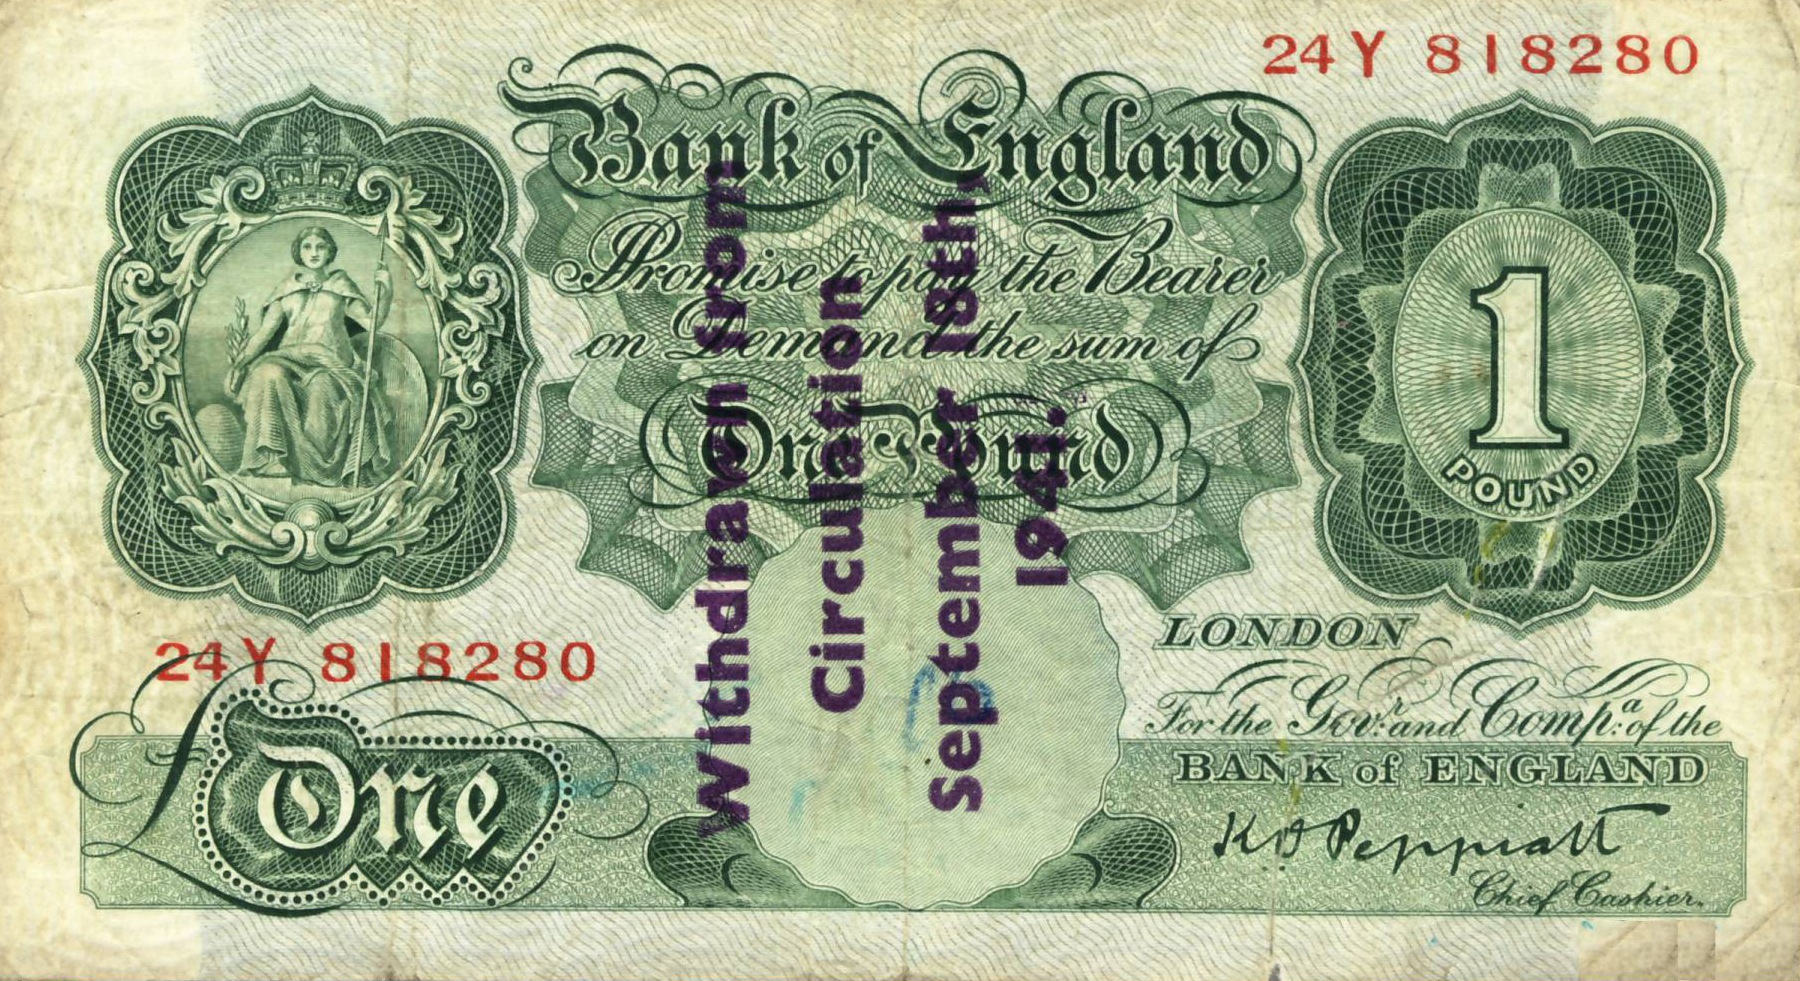 24Y 818280
Bank of England
Promise to pay the Bearer
on Demand the sum of
One Pound
1
POUND
Withdrawn from
Circulation
September 18th,
1941.
24Y 818280
£One
LONDON
For the Govr. and Compa. of the
BANK of ENGLAND
K O Peppiatt
Chief Cashier.